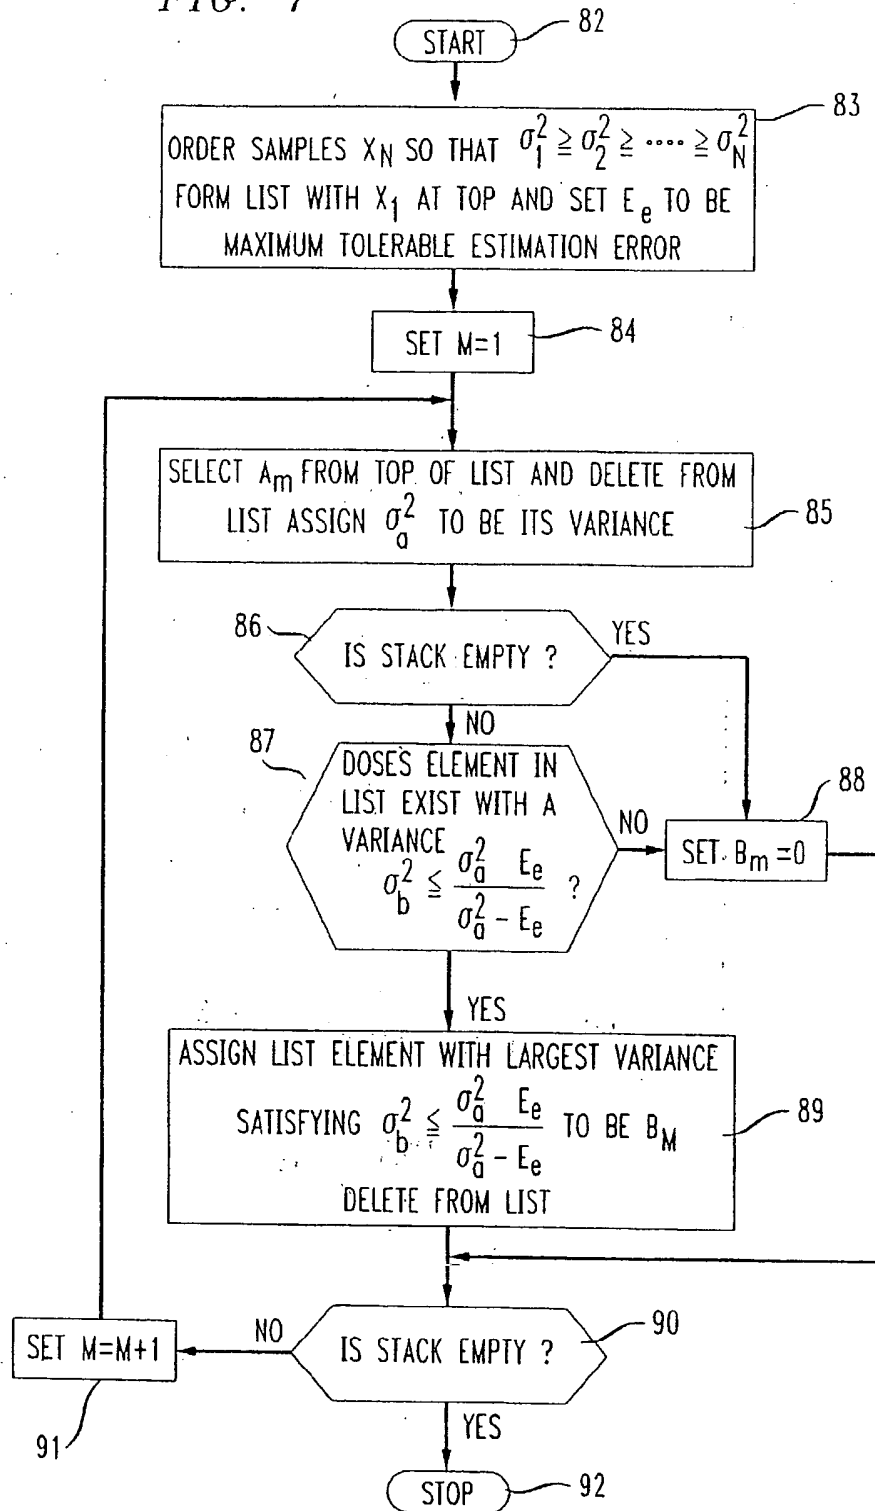 FIG. 7
START
82
83
ORDER SAMPLES X_N SO THAT σ_1^2 ≧ σ_2^2 ≧ ···· ≧ σ_N^2
FORM LIST WITH X_1 AT TOP AND SET E_e TO BE
MAXIMUM TOLERABLE ESTIMATION ERROR
SET M=1
84
SELECT A_m FROM TOP OF LIST AND DELETE FROM
LIST ASSIGN σ_a^2 TO BE ITS VARIANCE
85
86
IS STACK EMPTY ?
YES
NO
87
DOSES ELEMENT IN
LIST EXIST WITH A
VARIANCE
σ_b^2 ≦ (σ_a^2 E_e)/(σ_a^2 - E_e) ?
NO
88
SET B_m =0
YES
ASSIGN LIST ELEMENT WITH LARGEST VARIANCE
SATISFYING σ_b^2 ≦ (σ_a^2 E_e)/(σ_a^2 - E_e) TO BE B_M
DELETE FROM LIST
89
IS STACK EMPTY ?
90
NO
SET M=M+1
91
YES
STOP
92